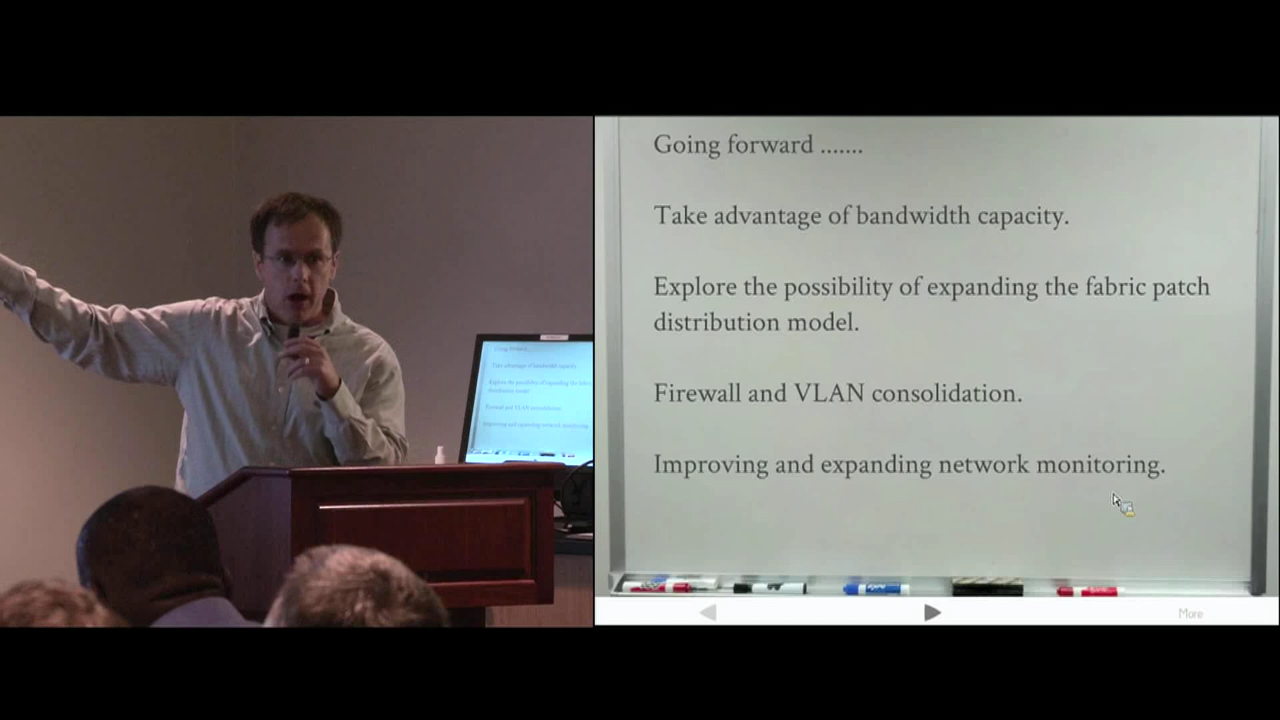 Going forward .......
Take advantage of bandwidth capacity.
Explore the possibility of expanding the fabric patch
distribution model.
Firewall and VLAN consolidation.
Improving and expanding network monitoring.
More